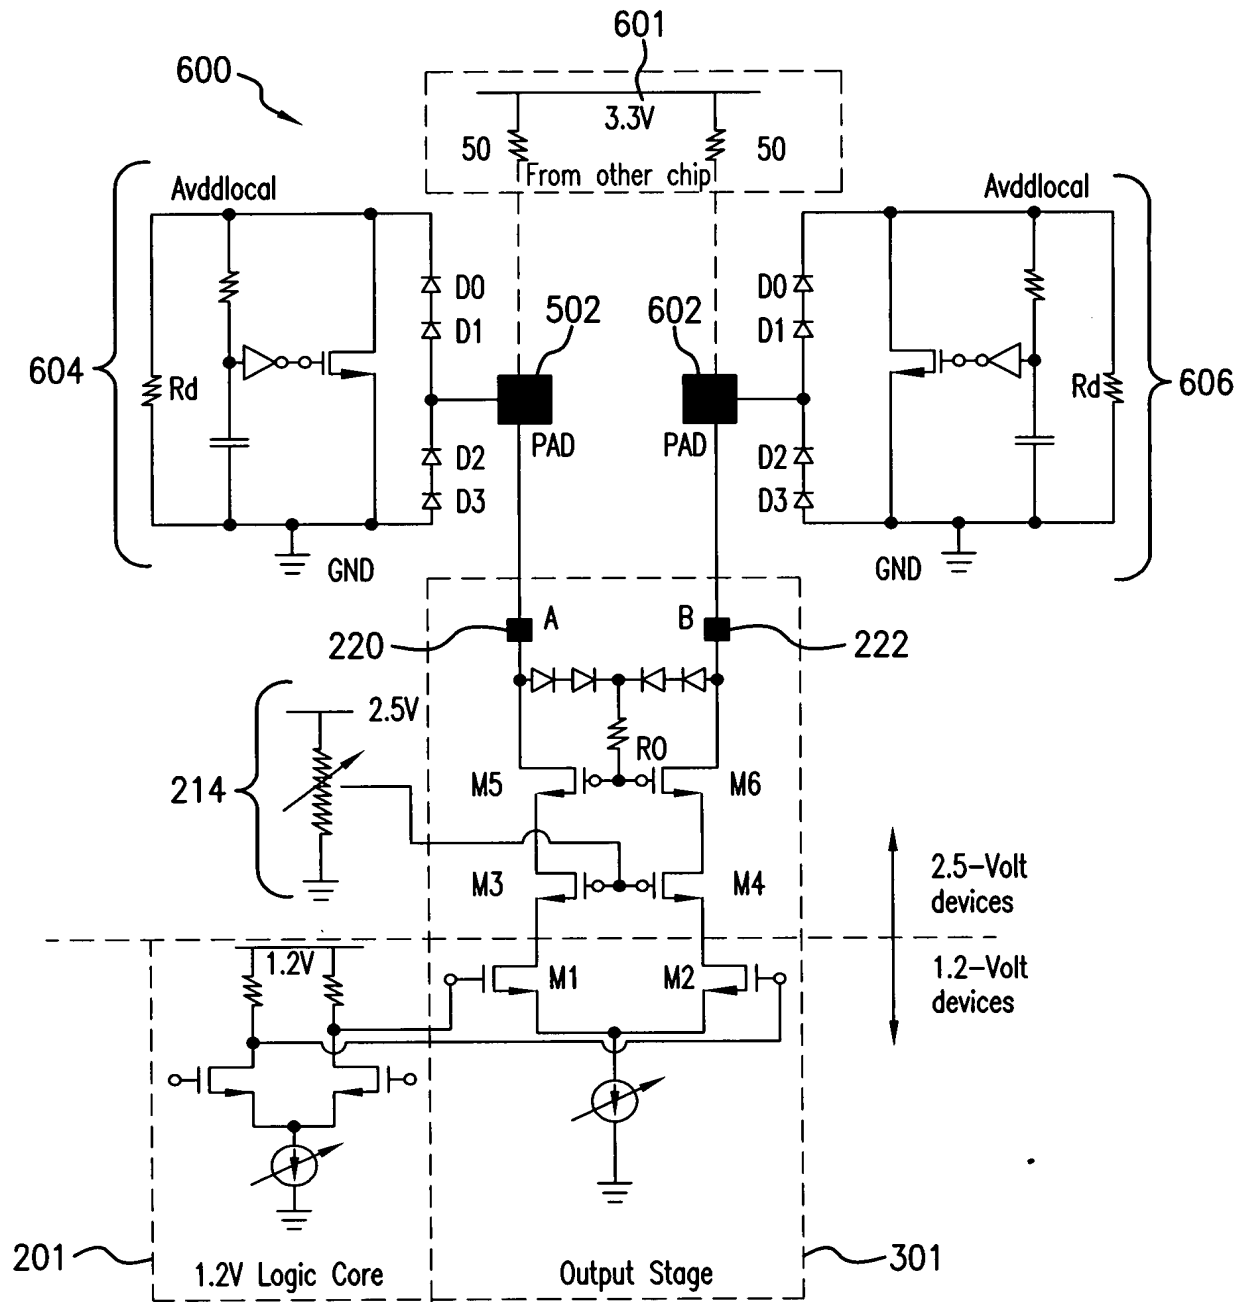 601
600
3.3V
50
50
From other chip
Avddlocal
Avddlocal
D0
D0
502
602
D1
D1
604
Rd
Rd
606
PAD
PAD
D2
D2
D3
D3
GND
GND
A
B
220
222
2.5V
R0
M5
M6
214
2.5-Volt
devices
M3
M4
1.2V
M1
M2
1.2-Volt
devices
201
301
1.2V Logic Core
Output Stage